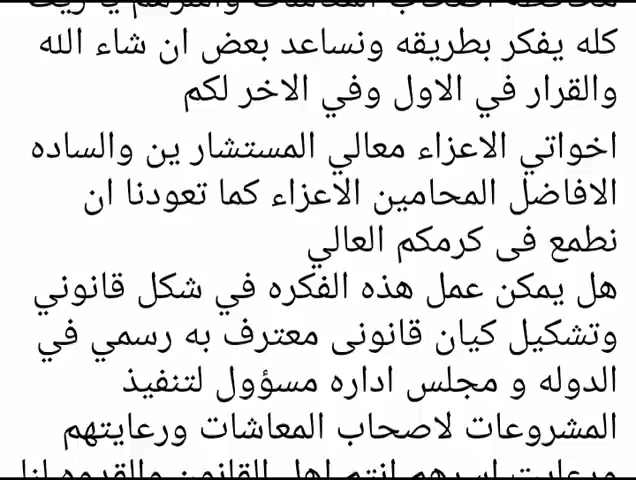 كله يفكر بطريقه ونساعد بعض ان شاء الله
والقرار في الاول وفي الاخر لكم
اخواتي الاعزاء معالي المستشار ين والساده
الافاضل المحامين الاعزاء كما تعودنا ان
نطمع فى كرمكم العالي
هل يمكن عمل هذه الفكره في شكل قانوني
وتشكيل كيان قانونى معترف به رسمي في
الدوله و مجلس اداره مسؤول لتنفيذ
المشروعات لاصحاب المعاشات ورعايتهم